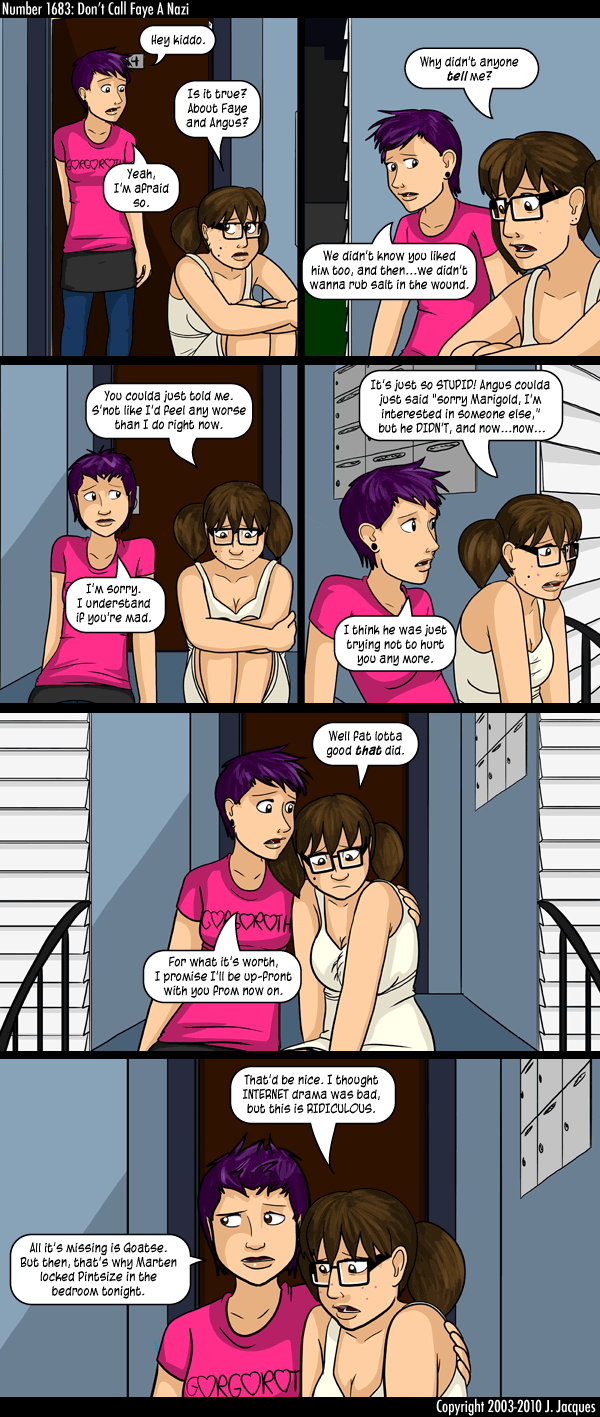 Number 1683: Don't Call Faye A Nazi
Hey kiddo.
Is it true?
About Faye
and Angus?
Yeah,
I'm afraid
so.
GORGOROTH
Why didn't anyone
tell me?
We didn't know you liked
him too, and then...we didn't
wanna rub salt in the wound.
You coulda just told me.
S'not like I'd feel any worse
than I do right now.
I'm sorry.
I understand
if you're mad.
It's just so STUPID! Angus coulda
just said "sorry Marigold, I'm
interested in someone else,"
but he DIDN'T, and now...now...
I think he was just
trying not to hurt
you any more.
Well fat lotta
good that did.
GORGOROTH
For what it's worth,
I promise I'll be up-front
with you from now on.
That'd be nice. I thought
INTERNET drama was bad,
but this is RIDICULOUS.
All it's missing is Goatse.
But then, that's why Marten
locked Pintsize in the
bedroom tonight.
GORGOROT
Copyright 2003-2010 J. Jacques